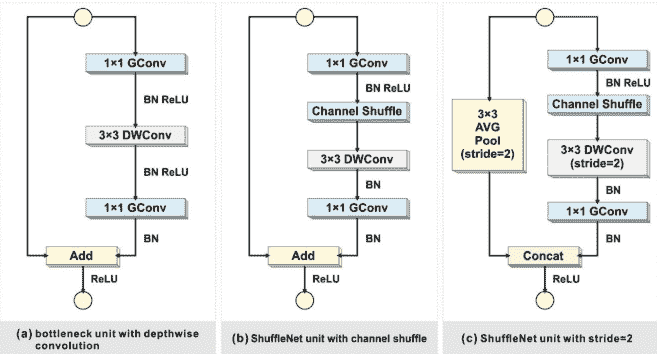 1×1 GConv
BN ReLU
3×3 DWConv
BN ReLU
1×1 GConv
BN
Add
ReLU
(a) bottleneck unit with depthwise
convolution
1×1 GConv
BN ReLU
Channel Shuffle
3×3 DWConv
BN
1×1 GConv
BN
Add
ReLU
(b) ShuffleNet unit with channel shuffle
1×1 GConv
BN ReLU
Channel Shuffle
3×3
AVG
Pool
(stride=2)
3×3 DWConv
(stride=2)
BN
1×1 GConv
BN
Concat
ReLU
(c) ShuffleNet unit with stride=2